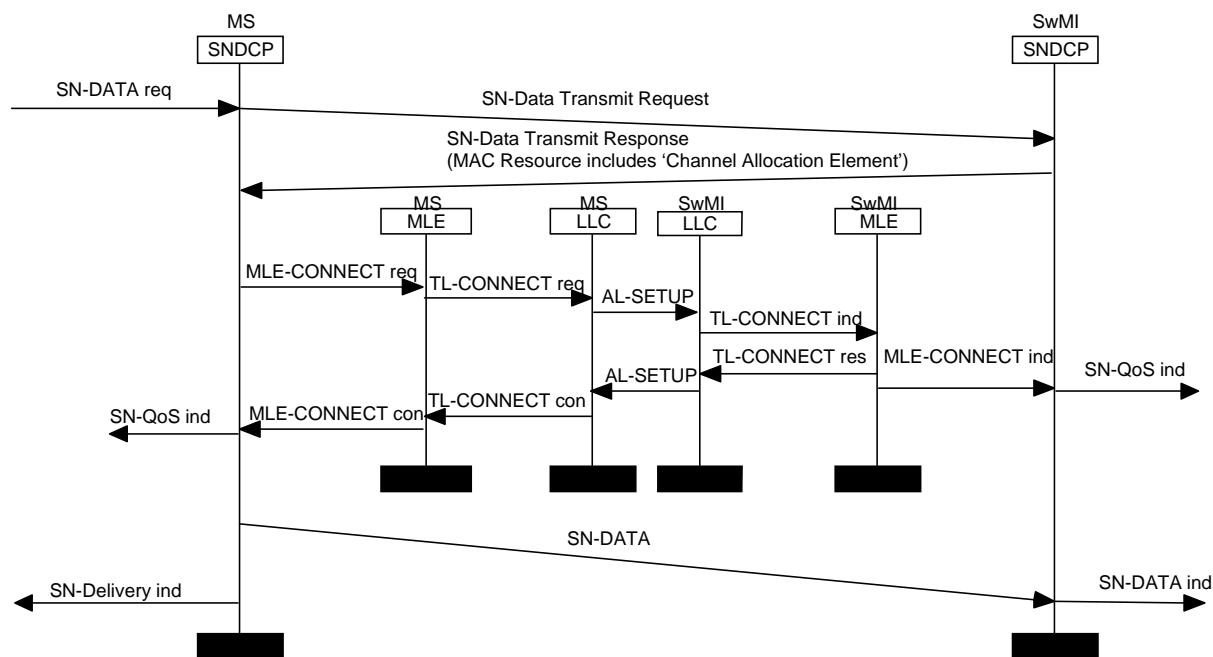 MS
SwMI
SNDCP
SNDCP
SN-DATA req
SN-Data Transmit Request
SN-Data Transmit Response
(MAC Resource includes ‘Channel Allocation Element’)
MS
MS
SwMI
SwMI
MLE
LLC
LLC
MLE
MLE-CONNECT req
TL-CONNECT req
AL-SETUP
TL-CONNECT ind
TL-CONNECT res
MLE-CONNECT ind
SN-QoS ind
AL-SETUP
TL-CONNECT con
MLE-CONNECT con
SN-QoS ind
SN-DATA
SN-Delivery ind
SN-DATA ind